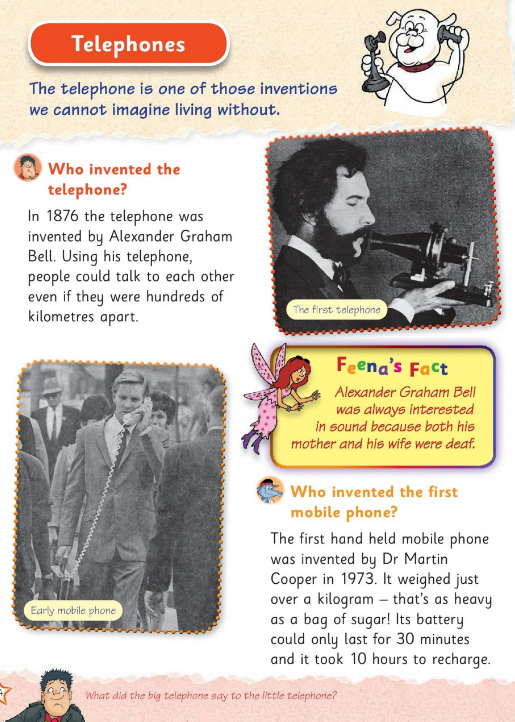 Telephones
The telephone is one of those inventions
we cannot imagine living without.
Who invented the
telephone?
In 1876 the telephone was
invented by Alexander Graham
Bell. Using his telephone,
people could talk to each other
even if they were hundreds of
kilometres apart.
The first telephone
Feena's Fact
Alexander Graham Bell
was always interested
in sound because both his
mother and his wife were deaf.
Early mobile phone
Who invented the first
mobile phone?
The first hand held mobile phone
was invented by Dr Martin
Cooper in 1973. It weighed just
over a kilogram – that's as heavy
as a bag of sugar! Its battery
could only last for 30 minutes
and it took 10 hours to recharge.
What did the big telephone say to the little telephone?